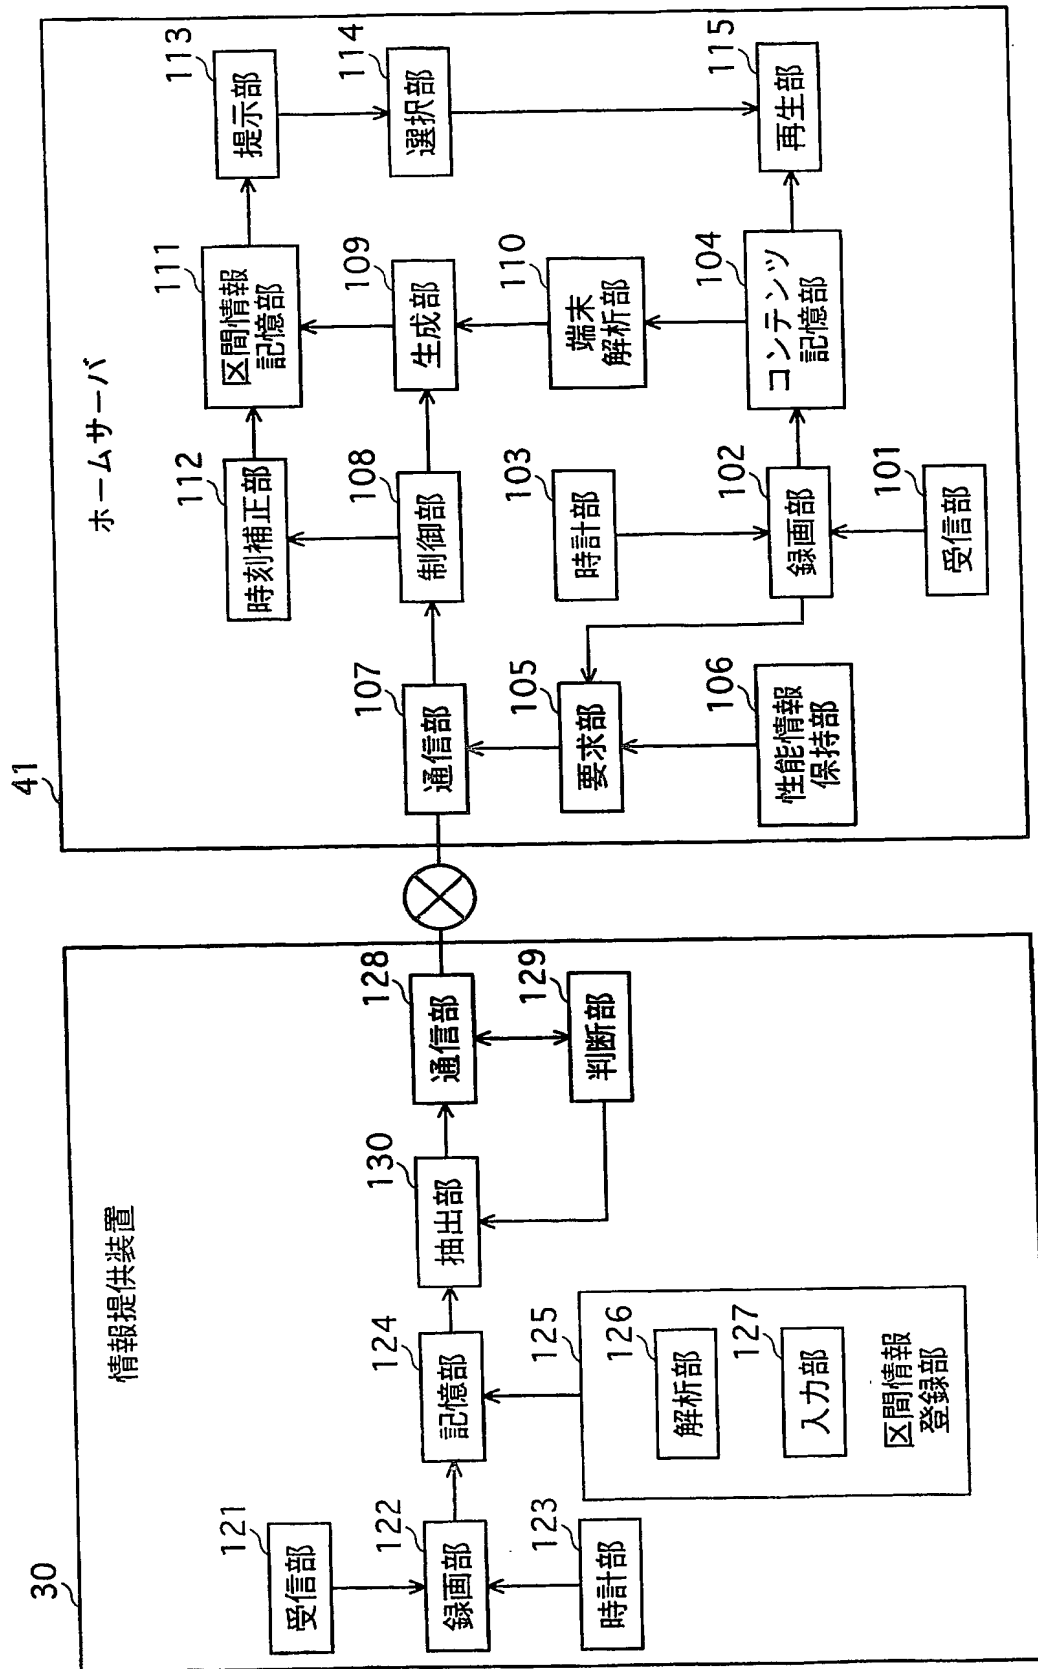 30
情報提供装置
121
受信部
122
録画部
123
時計部
124
記憶部
125
126
解析部
127
入力部
区間情報
登録部
130
抽出部
128
通信部
129
判断部
41
ホームサーバ
107
通信部
105
要求部
106
性能情報
保持部
112
時刻補正部
108
制御部
103
時計部
102
録画部
101
受信部
111
区間情報
記憶部
109
生成部
110
端末
解析部
104
コンテンツ
記憶部
113
提示部
114
選択部
115
再生部